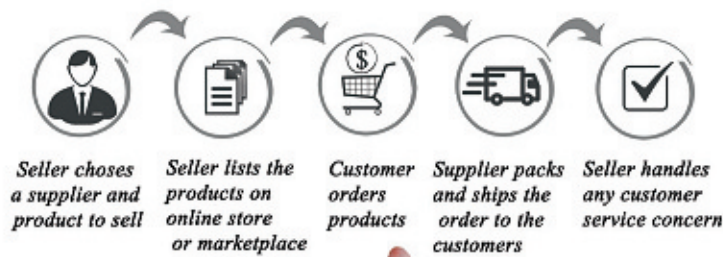 $
Seller choses
a supplier and
product to sell
Seller lists the
products on
online store
or marketplace
Customer
orders
products
Supplier packs
and ships the
order to the
customers
Seller handles
any customer
service concern